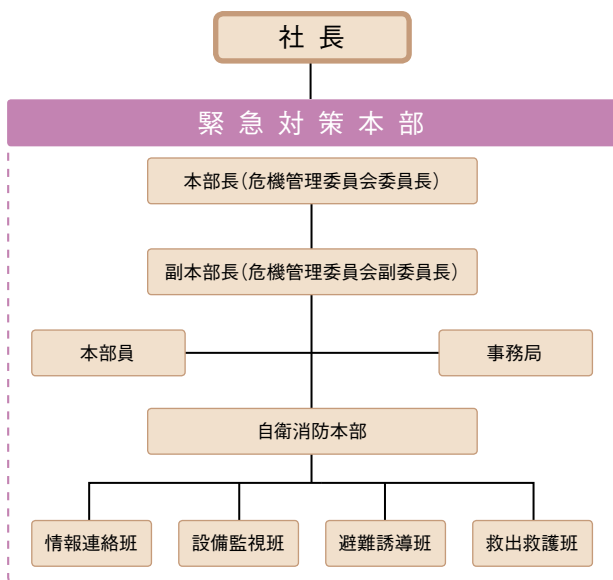 社長
緊急対策本部
本部長(危機管理委員会委員長)
副本部長(危機管理委員会副委員長)
本部員
事務局
自衛消防本部
情報連絡班
設備監視班
避難誘導班
救出救護班